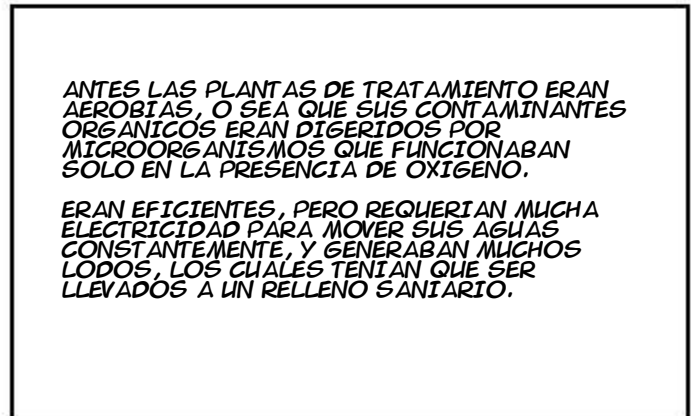 ANTES LAS PLANTAS DE TRATAMIENTO ERAN
AEROBIAS, O SEA QUE SUS CONTAMINANTES
ORGANICOS ERAN DIGERIDOS POR
MICROORGANISMOS QUE FUNCIONABAN
SOLO EN LA PRESENCIA DE OXIGENO.
ERAN EFICIENTES, PERO REQUERIAN MUCHA
ELECTRICIDAD PARA MOVER SUS AGUAS
CONSTANTEMENTE, Y GENERABAN MUCHOS
LODOS, LOS CUALES TENIAN QUE SER
LLEVADOS A UN RELLENO SANIARIO.